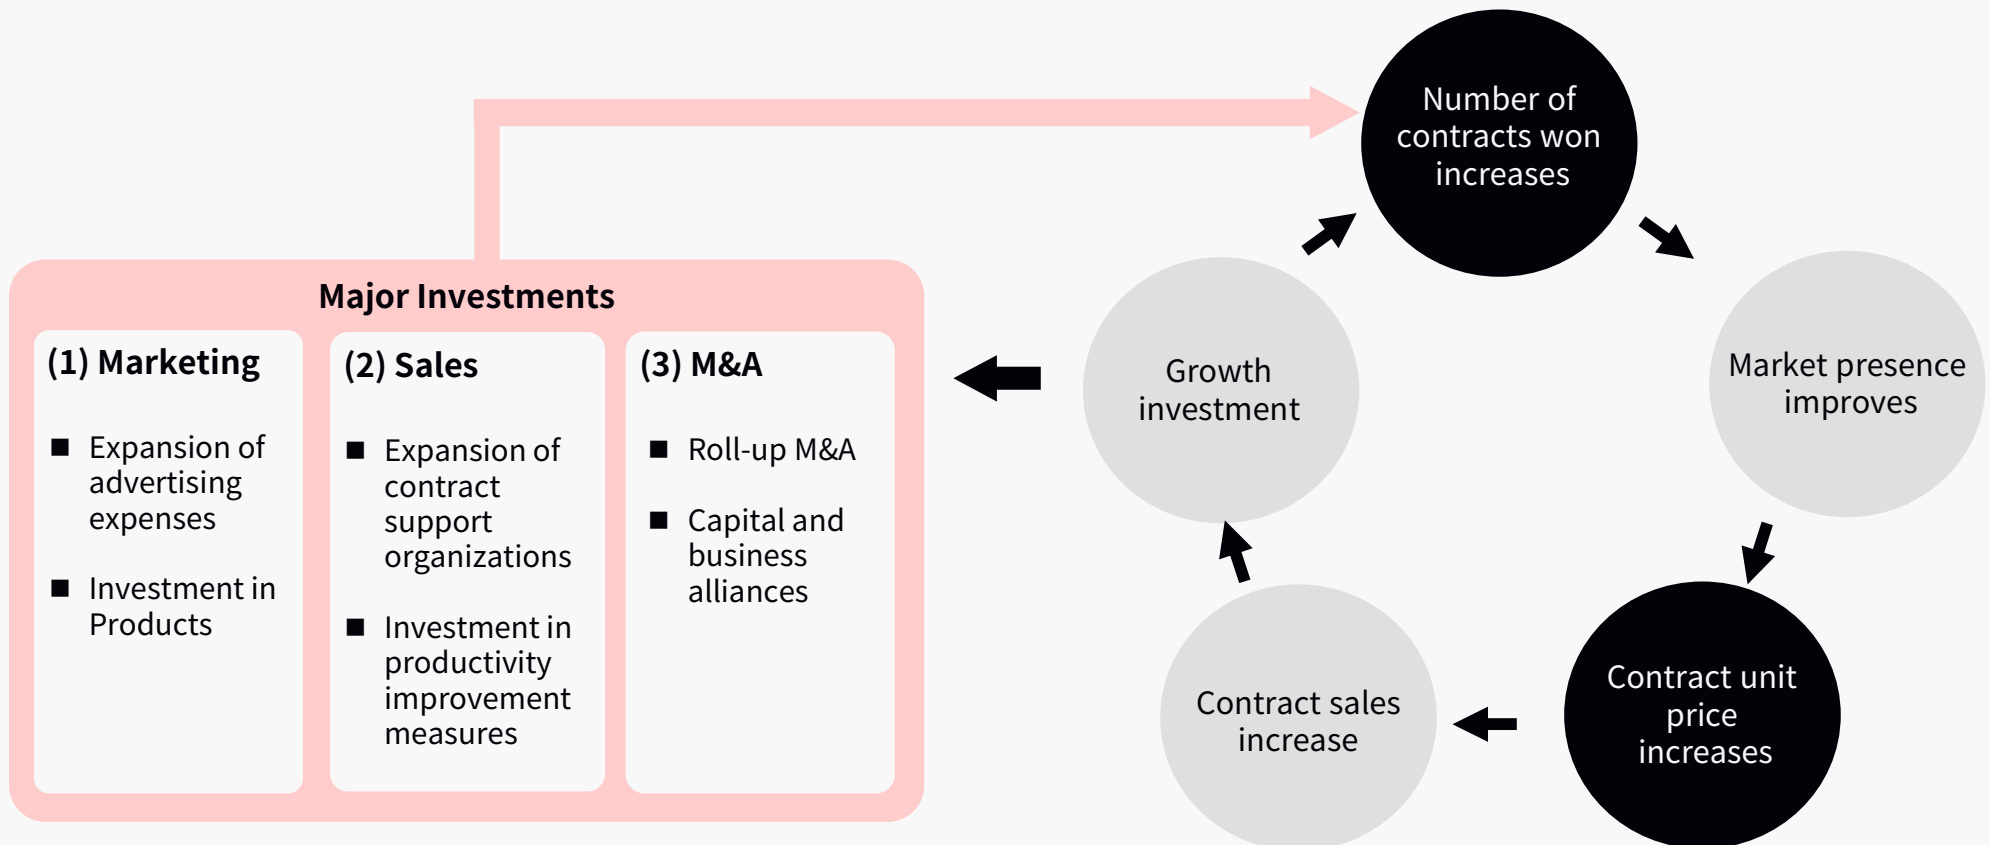 Number of
contracts won
increases
Major Investments
(1) Marketing
■ Expansion of
advertising
expenses
■ Investment in
Products
(2) Sales
■ Expansion of
contract
support
organizations
■ Investment in
productivity
improvement
measures
(3) M&A
■ Roll-up M&A
■ Capital and
business
alliances
Growth
investment
Market presence
improves
Contract sales
increase
Contract unit
price
increases